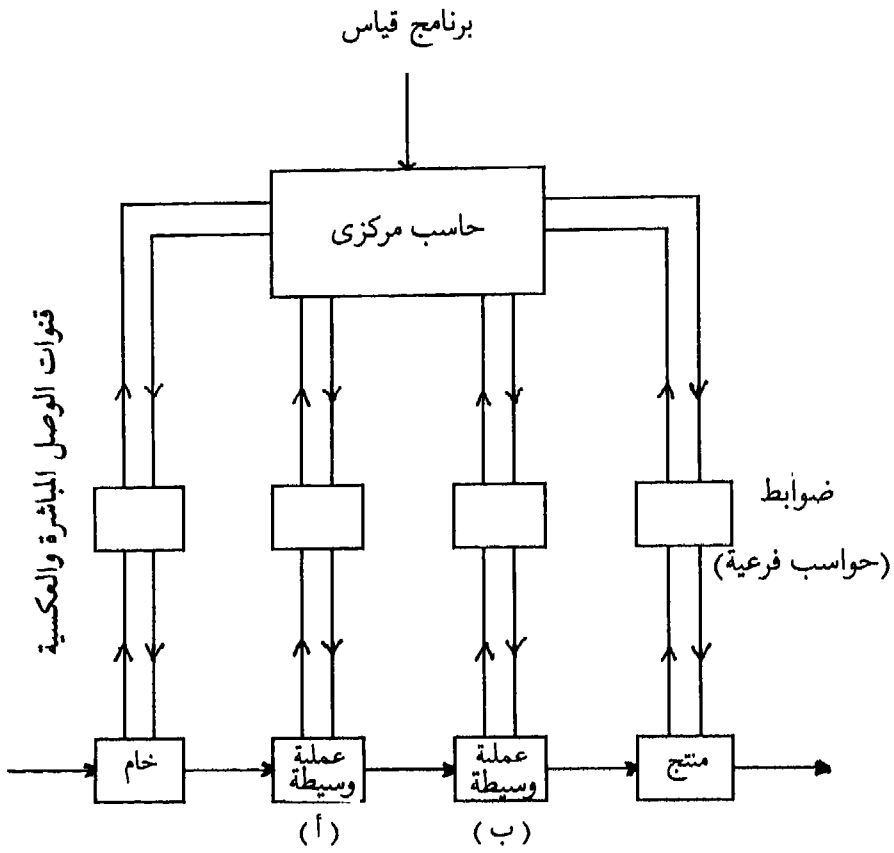 برنامج قياس
حاسب مركزى
قنوات الوصل المباشرة والعكسية
ضوابط
(حواسب فرعية)
خام
عملية
وسيطة
(أ)
عملية
وسيطة
(ب)
منتج